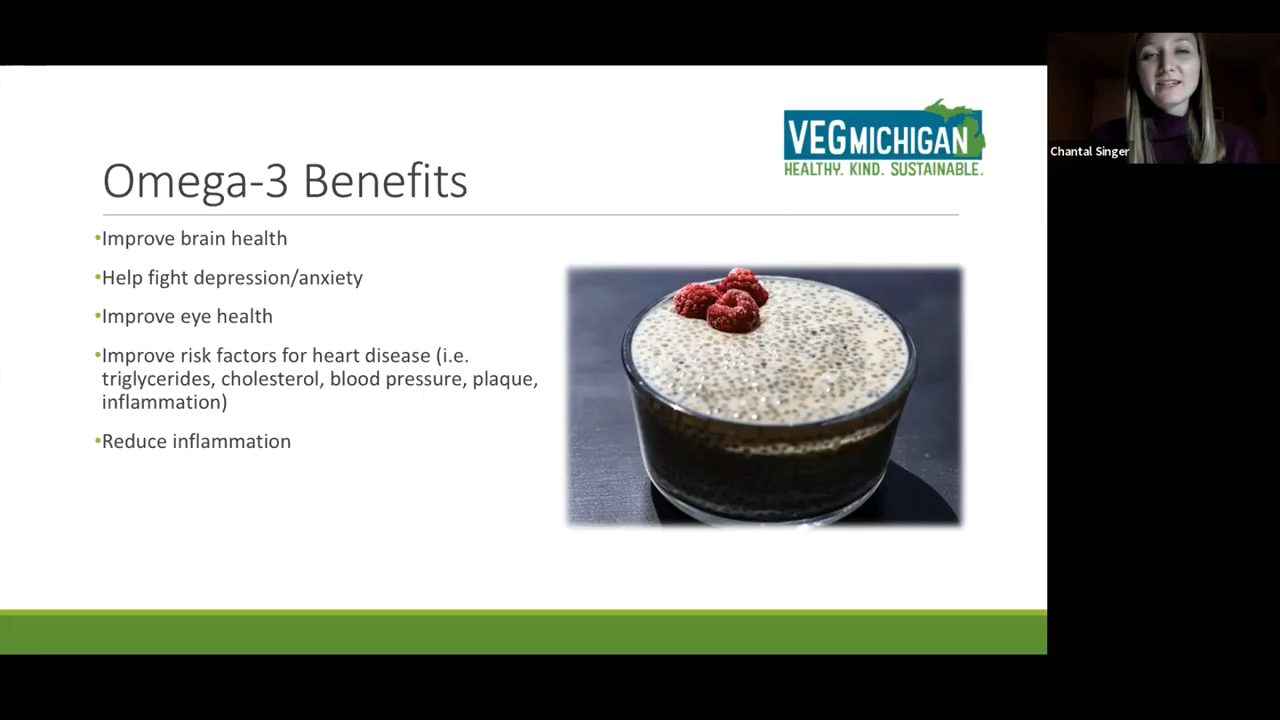 VEGMICHIGAN
HEALTHY. KIND. SUSTAINABLE.
Chantal Singer
Omega-3 Benefits
•Improve brain health
•Help fight depression/anxiety
•Improve eye health
•Improve risk factors for heart disease (i.e.
triglycerides, cholesterol, blood pressure, plaque,
inflammation)
•Reduce inflammation